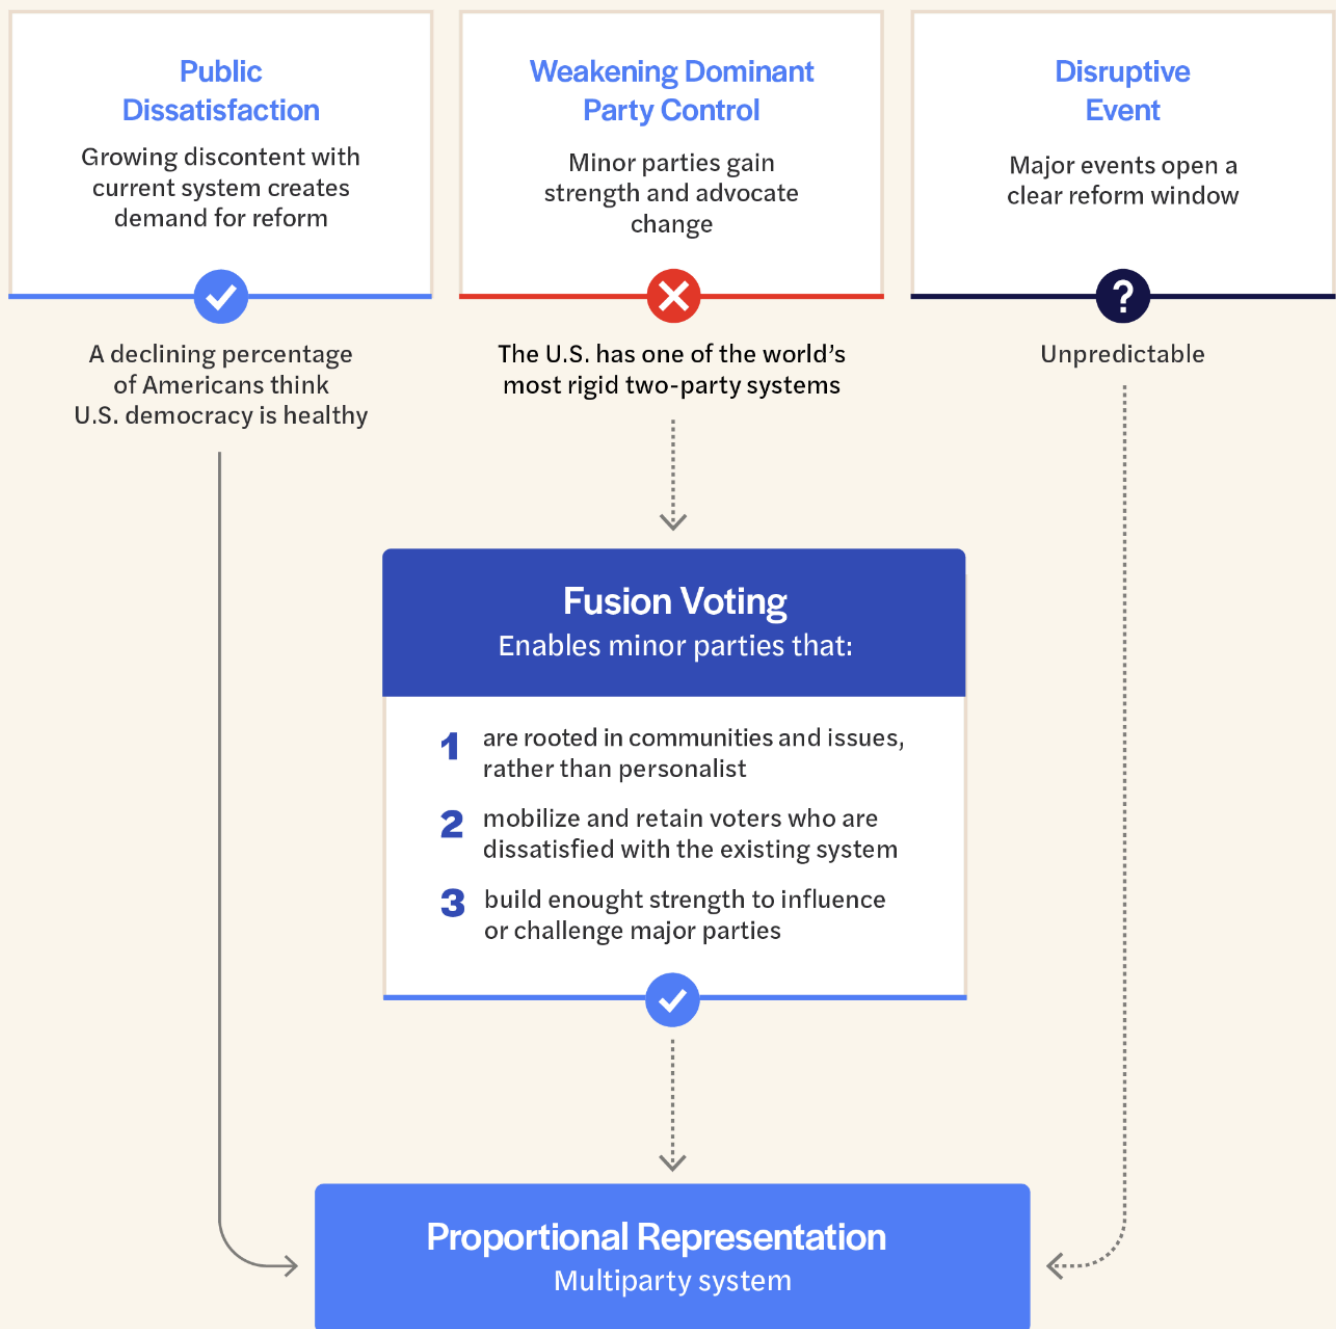 Public
Dissatisfaction
Growing discontent with
current system creates
demand for reform
A declining percentage
of Americans think
U.S. democracy is healthy
Weakening Dominant
Party Control
Minor parties gain
strength and advocate
change
The U.S. has one of the world’s
most rigid two-party systems
Disruptive
Event
Major events open a
clear reform window
?
Unpredictable
Fusion Voting
Enables minor parties that:
1 are rooted in communities and issues,
rather than personalist
2 mobilize and retain voters who are
dissatisfied with the existing system
3 build enought strength to influence
or challenge major parties
Proportional Representation
Multiparty system